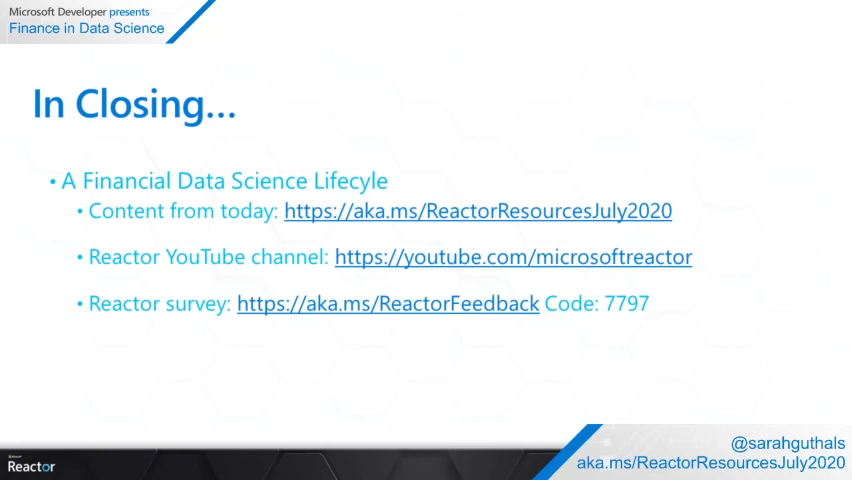 Microsoft Developer presents
Finance in Data Science
In Closing...
• A Financial Data Science Lifecyle
• Content from today: https://aka.ms/ReactorResourcesJuly2020
• Reactor YouTube channel: https://youtube.com/microsoftreactor
• Reactor survey: https://aka.ms/ReactorFeedback Code: 7797
Reactor
@sarahguthals
aka.ms/ReactorResourcesJuly2020